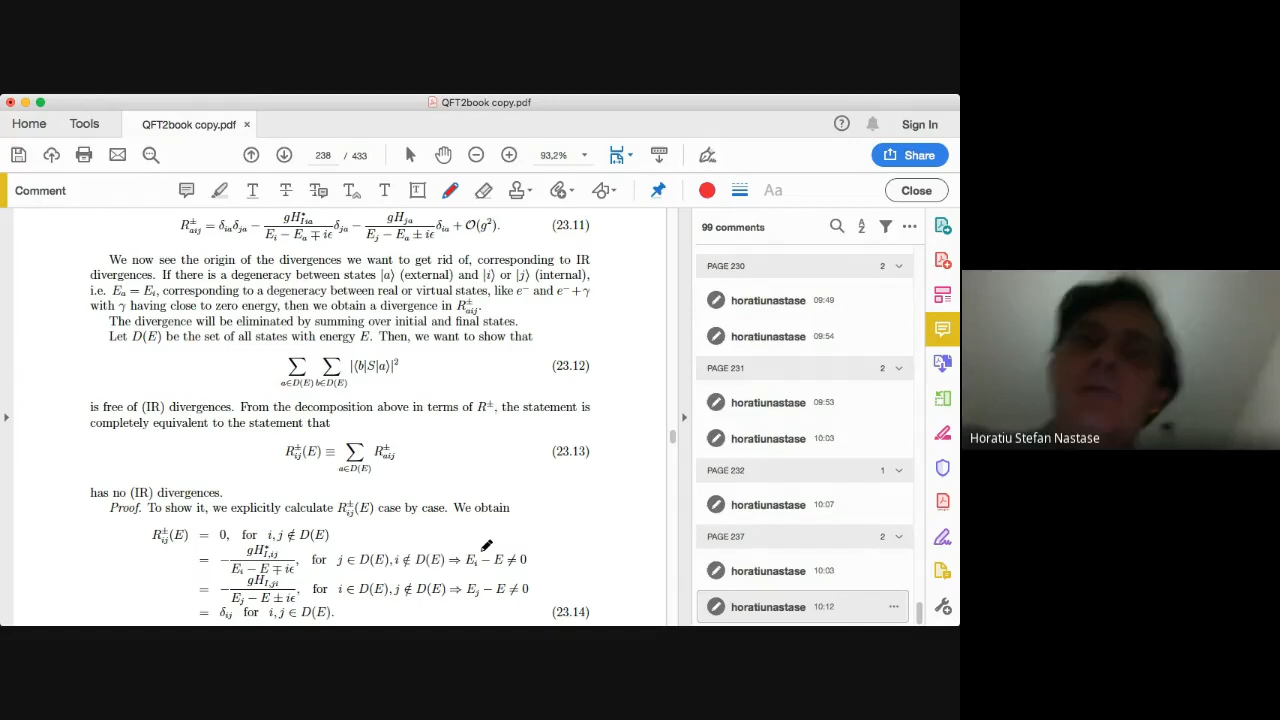 QFT2book copy.pdf
Home Tools QFT2book copy.pdf × Sign In
238 / 433 93,2% Share
Comment Aa Close
R±aij = δiaδja − gH*Iia / (Ei − Ea ∓ iϵ) δja − gHja / (Ej − Ea ± iϵ) δia + O(g²). (23.11)
We now see the origin of the divergences we want to get rid of, corresponding to IR
divergences. If there is a degeneracy between states |a⟩ (external) and |i⟩ or |j⟩ (internal),
i.e. Ea = Ei, corresponding to a degeneracy between real or virtual states, like e⁻ and e⁻+γ
with γ having close to zero energy, then we obtain a divergence in R±aij.
The divergence will be eliminated by summing over initial and final states.
Let D(E) be the set of all states with energy E. Then, we want to show that
∑a∈D(E) ∑b∈D(E) |⟨b|S|a⟩|² (23.12)
is free of (IR) divergences. From the decomposition above in terms of R±, the statement is
completely equivalent to the statement that
R±ij(E) ≡ ∑a∈D(E) R±aij (23.13)
has no (IR) divergences.
Proof. To show it, we explicitly calculate R±ij(E) case by case. We obtain
R±ij(E) = 0, for i, j ∉ D(E)
= − gH*I,ij / (Ei − E ∓ iϵ), for j ∈ D(E), i ∉ D(E) ⇒ Ei − E ≠ 0
= − gHI,ji / (Ej − E ± iϵ), for i ∈ D(E), j ∉ D(E) ⇒ Ej − E ≠ 0
= δij for i, j ∈ D(E). (23.14)
99 comments
PAGE 230 2
horatiunastase 09:49
horatiunastase 09:54
PAGE 231 2
horatiunastase 09:53
horatiunastase 10:03
PAGE 232 1
horatiunastase 10:07
PAGE 237 2
horatiunastase 10:03
horatiunastase 10:12
Horatiu Stefan Nastase